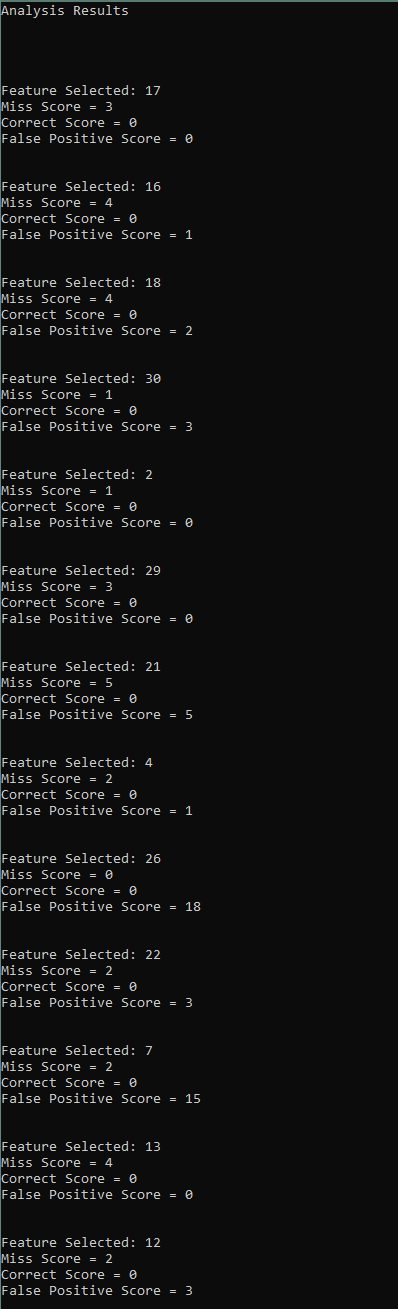 Analysis Results
Feature Selected: 17
Miss Score = 3
Correct Score = 0
False Positive Score = 0
Feature Selected: 16
Miss Score = 4
Correct Score = 0
False Positive Score = 1
Feature Selected: 18
Miss Score = 4
Correct Score = 0
False Positive Score = 2
Feature Selected: 30
Miss Score = 1
Correct Score = 0
False Positive Score = 3
Feature Selected: 2
Miss Score = 1
Correct Score = 0
False Positive Score = 0
Feature Selected: 29
Miss Score = 3
Correct Score = 0
False Positive Score = 0
Feature Selected: 21
Miss Score = 5
Correct Score = 0
False Positive Score = 5
Feature Selected: 4
Miss Score = 2
Correct Score = 0
False Positive Score = 1
Feature Selected: 26
Miss Score = 0
Correct Score = 0
False Positive Score = 18
Feature Selected: 22
Miss Score = 2
Correct Score = 0
False Positive Score = 3
Feature Selected: 7
Miss Score = 2
Correct Score = 0
False Positive Score = 15
Feature Selected: 13
Miss Score = 4
Correct Score = 0
False Positive Score = 0
Feature Selected: 12
Miss Score = 2
Correct Score = 0
False Positive Score = 3